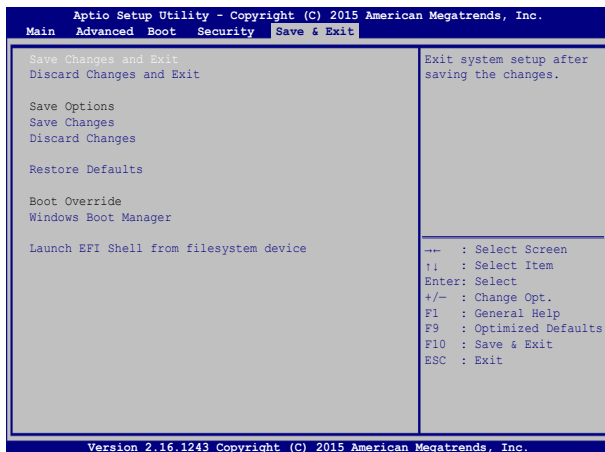 Aptio Setup Utility - Copyright (C) 2015 American Megatrends, Inc.
Main Advanced Boot Security Save & Exit
Save Changes and Exit
Discard Changes and Exit
Save Options
Save Changes
Discard Changes
Restore Defaults
Boot Override
Windows Boot Manager
Launch EFI Shell from filesystem device
Exit system setup after
saving the changes.
→← : Select Screen
↑↓ : Select Item
Enter: Select
+/— : Change Opt.
F1 : General Help
F9 : Optimized Defaults
F10 : Save & Exit
ESC : Exit
Version 2.16.1243 Copyright (C) 2015 American Megatrends, Inc.